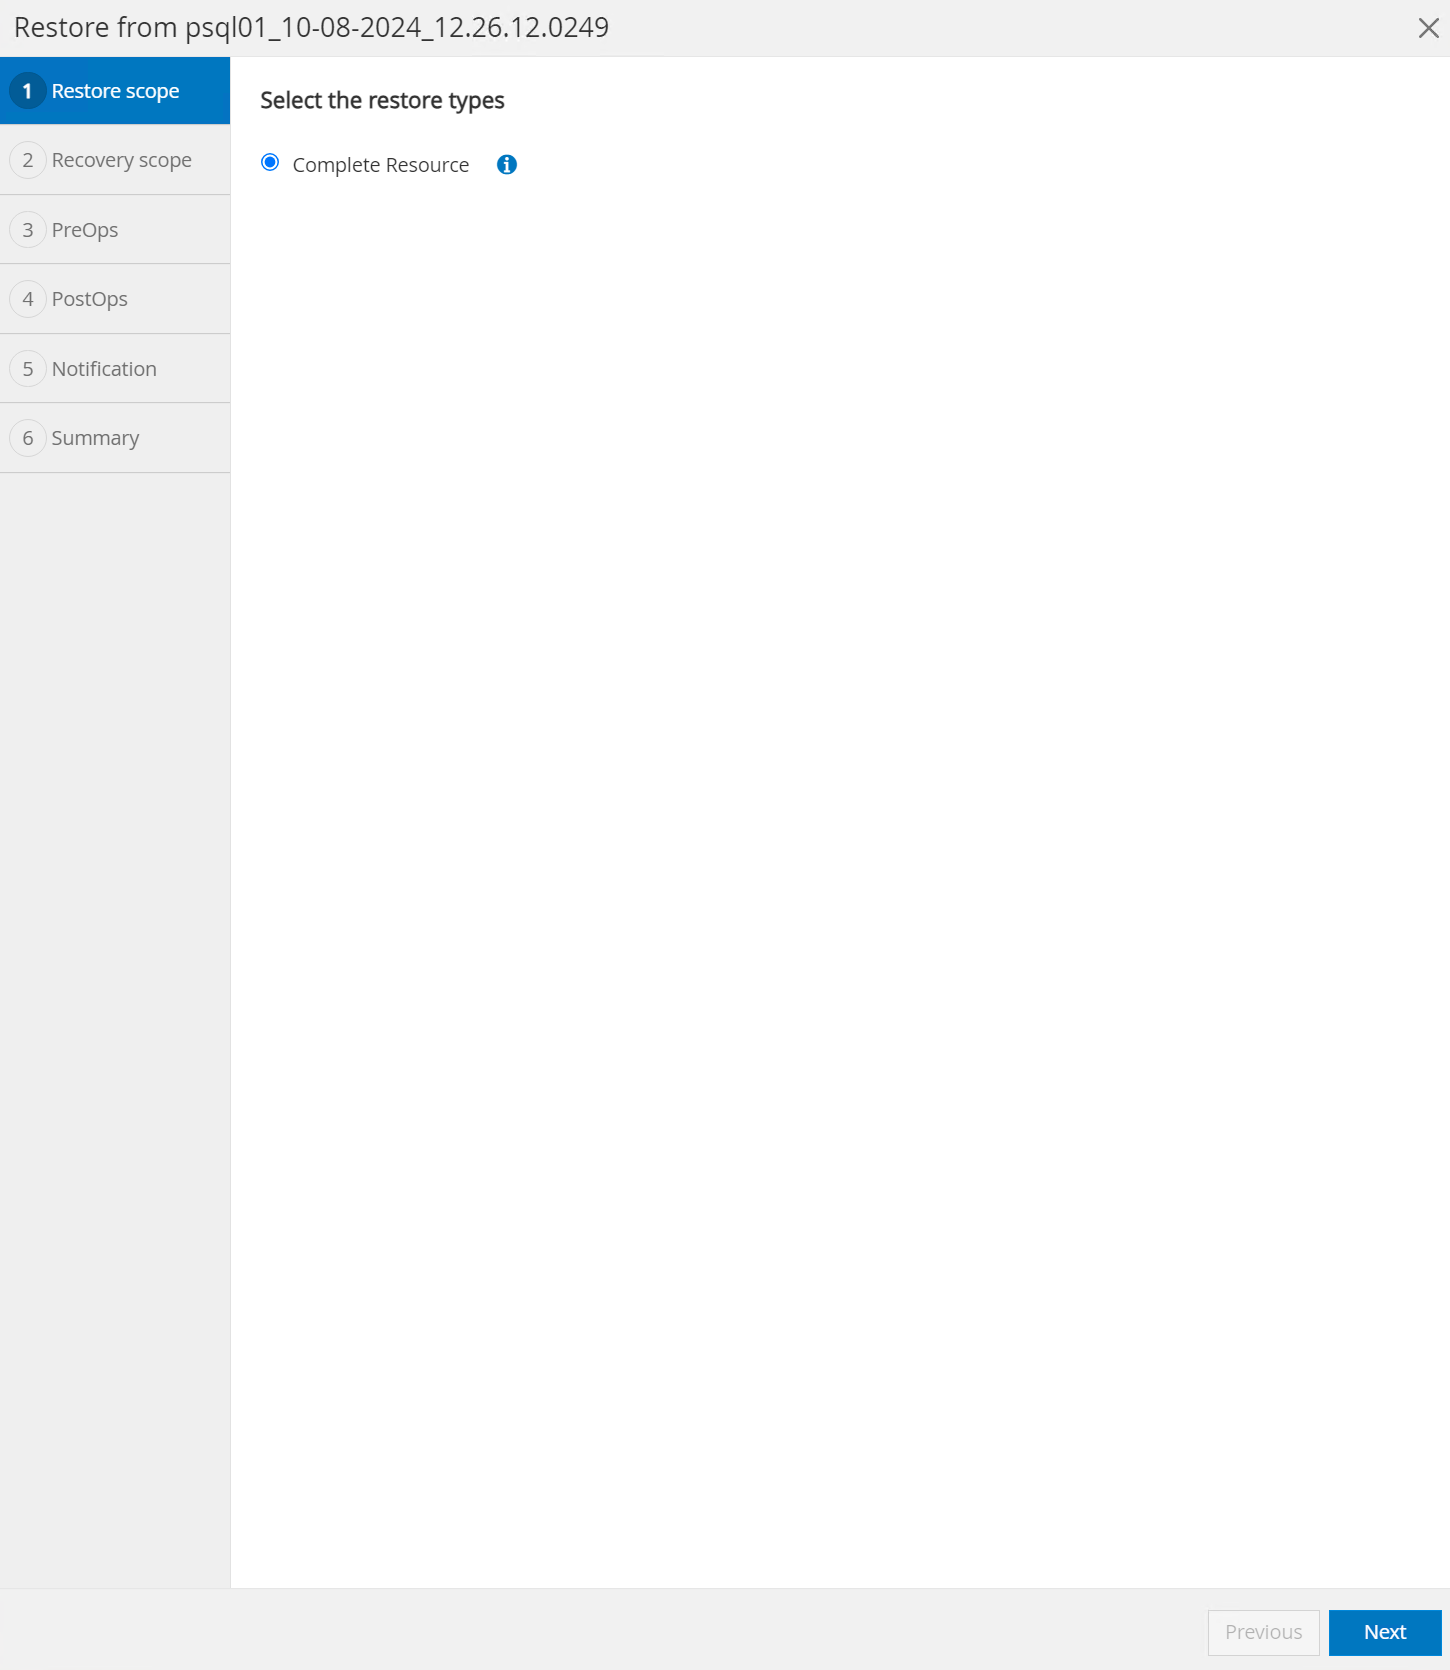 Restore from psql01_10-08-2024_12.26.12.0249
1 Restore scope
2 Recovery scope
3 PreOps
4 PostOps
5 Notification
6 Summary
Select the restore types
Complete Resource
Previous
Next